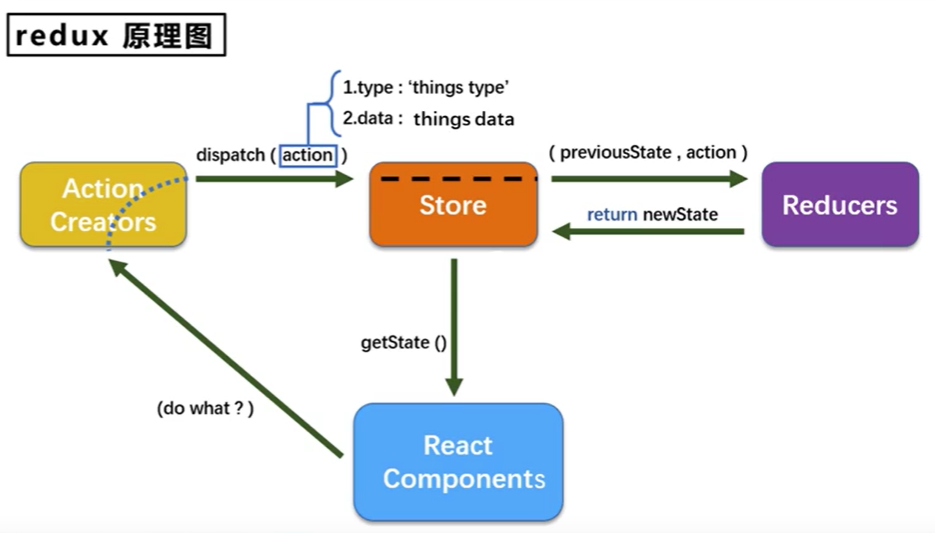 redux 原理图
1.type : ‘things type’
2.data : things data
dispatch ( action )
( previousState , action )
Action
Creators
Store
Reducers
return newState
getState ()
(do what ? )
React
Components